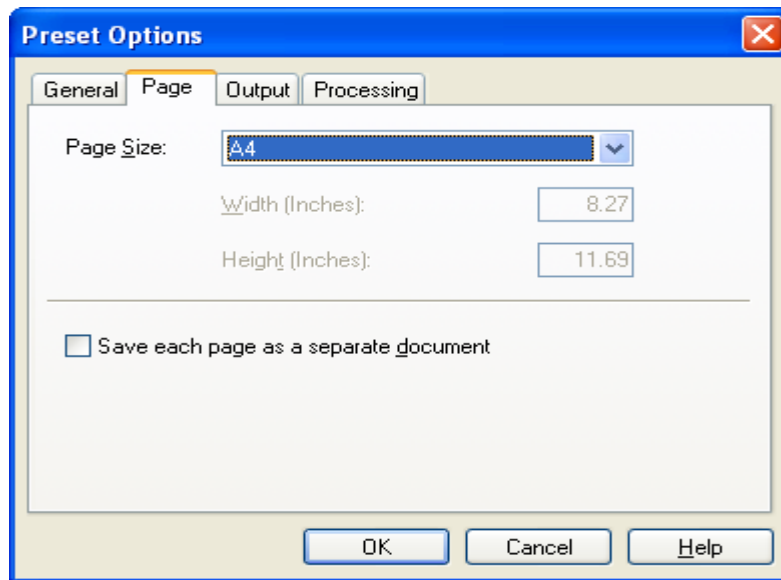 Preset Options
General Page Output Processing
Page Size: A4
Width (Inches): 8.27
Height (Inches): 11.69
Save each page as a separate document
OK Cancel Help